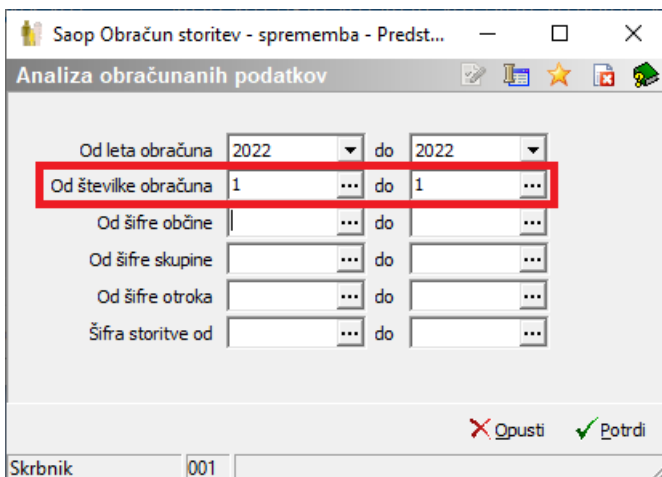 Saop Obračun storitev - sprememba - Predst...
Analiza obračunanih podatkov
Od leta obračuna 2022 do 2022
Od številke obračuna 1 ... do 1 ...
Od šifre občine ... do ...
Od šifre skupine ... do ...
Od šifre otroka ... do ...
Šifra storitve od ... do ...
Opusti Potrdi
Skrbnik 001